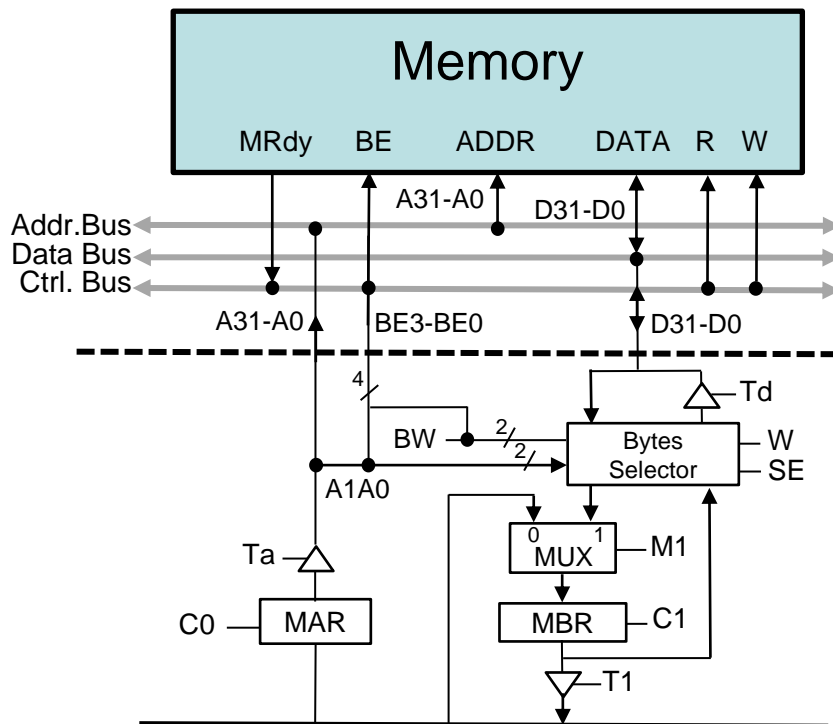 Memory
MRdy BE ADDR DATA R W
A31-A0
D31-D0
Addr.Bus
Data Bus
Ctrl. Bus
A31-A0 BE3-BE0 D31-D0
4
Td
BW 2 Bytes W
2 Selector SE
A1A0
0 1
Ta MUX M1
C0 MAR MBR C1
T1